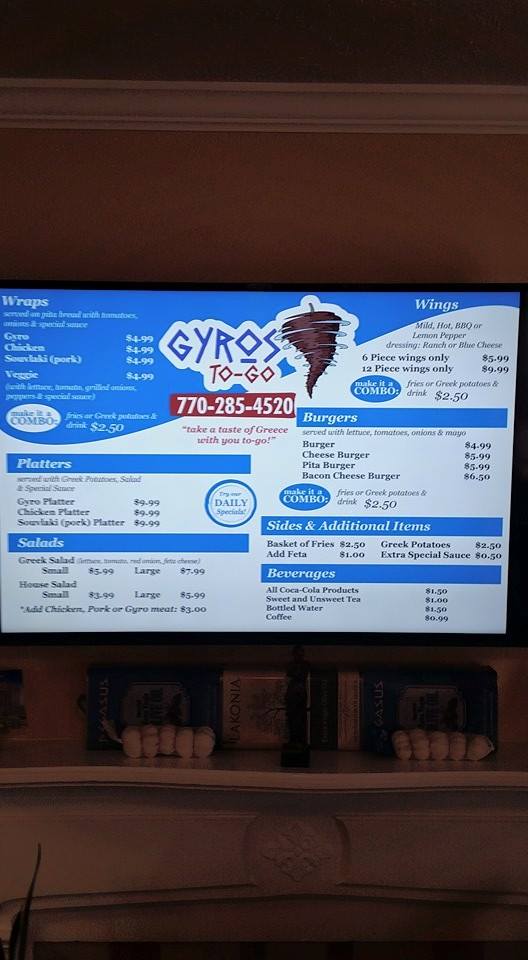 Wraps
served on pita bread with tomatoes,
onions & special sauce
Gyro $4.99
Chicken $4.99
Souvlaki (pork) $4.99
Veggie $4.99
(with lettuce, tomato, grilled onions,
peppers & special sauce)
make it a
COMBO:
fries or Greek potatoes &
drink $2.50
GYROS
TO-GO
770-285-4520
"take a taste of Greece
with you to-go!"
Wings
Mild, Hot, BBQ or
Lemon Pepper
dressing: Ranch or Blue Cheese
6 Piece wings only $5.99
12 Piece wings only $9.99
make it a
COMBO:
fries or Greek potatoes &
drink $2.50
Platters
served with Greek Potatoes, Salad
& Special Sauce
Gyro Platter $9.99
Chicken Platter $9.99
Souvlaki (pork) Platter $9.99
Try our
DAILY
Specials!
Burgers
served with lettuce, tomatoes, onions & mayo
Burger $4.99
Cheese Burger $5.99
Pita Burger $5.99
Bacon Cheese Burger $6.50
make it a
COMBO:
fries or Greek potatoes &
drink $2.50
Salads
Greek Salad (lettuce, tomato, red onion, feta cheese)
Small $5.99 Large $7.99
House Salad
Small $3.99 Large $5.99
*Add Chicken, Pork or Gyro meat: $3.00
Sides & Additional Items
Basket of Fries $2.50 Greek Potatoes $2.50
Add Feta $1.00 Extra Special Sauce $0.50
Beverages
All Coca-Cola Products $1.50
Sweet and Unsweet Tea $1.00
Bottled Water $1.50
Coffee $0.99
PEGASUS
LAKONIA